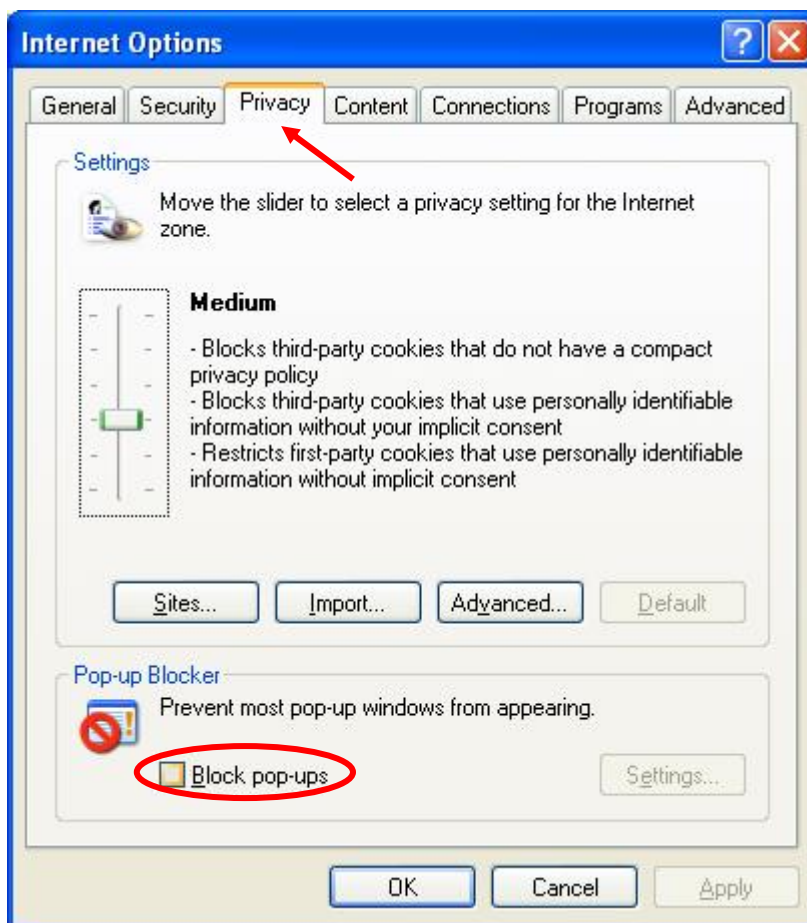 Internet Options
General Security Privacy Content Connections Programs Advanced
Settings
Move the slider to select a privacy setting for the Internet
zone.
Medium
- Blocks third-party cookies that do not have a compact
privacy policy
- Blocks third-party cookies that use personally identifiable
information without your implicit consent
- Restricts first-party cookies that use personally identifiable
information without implicit consent
Sites... Import... Advanced... Default
Pop-up Blocker
Prevent most pop-up windows from appearing.
Block pop-ups Settings...
OK Cancel Apply